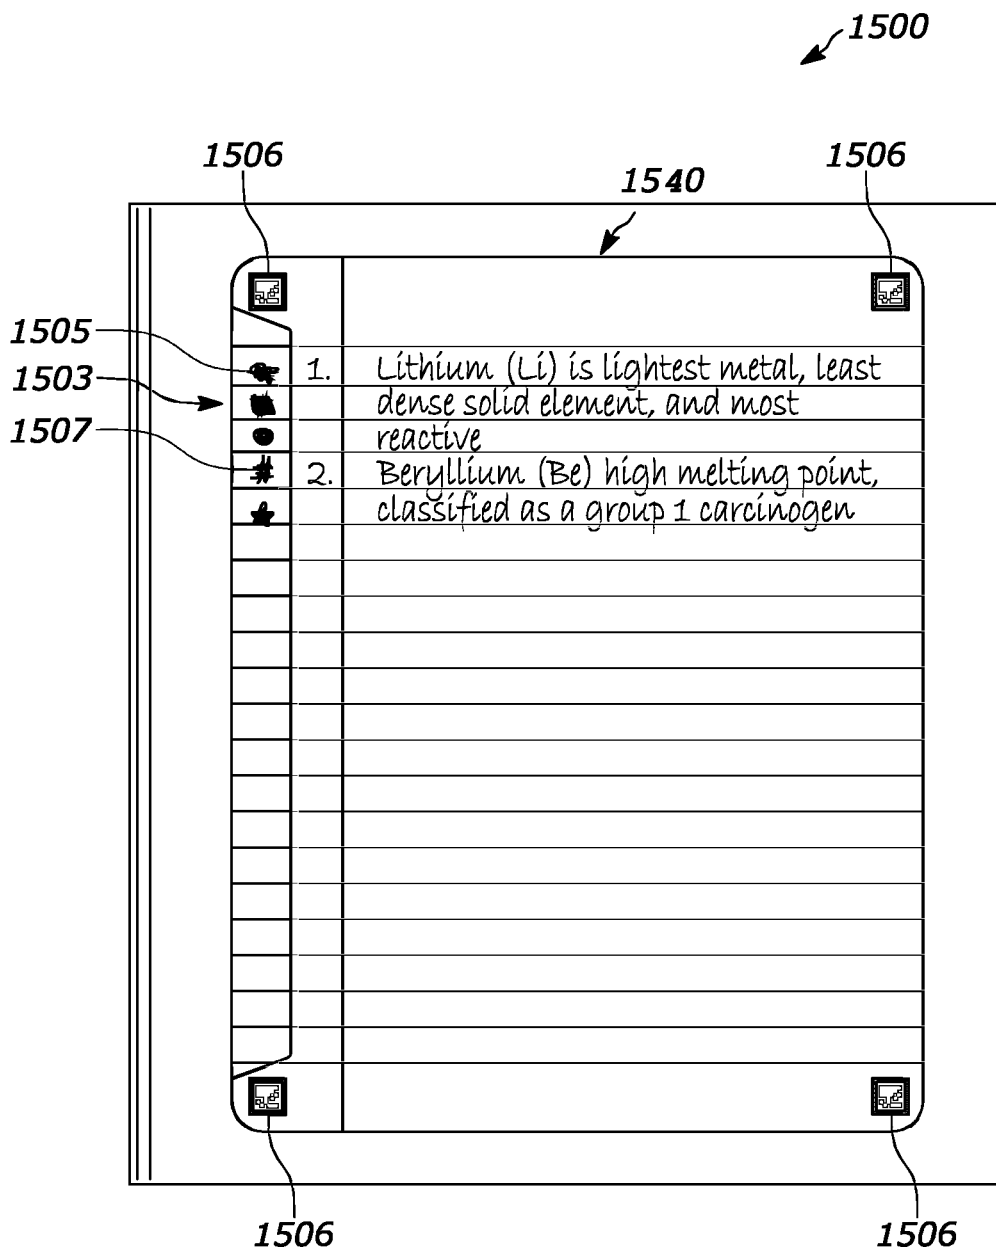 1500
1506 1506
1540
1505
1. Lithium (Li) is lightest metal, least
1503
dense solid element, and most
1507
reactive
2. Beryllium (Be) high melting point,
classified as a group 1 carcinogen
1506 1506